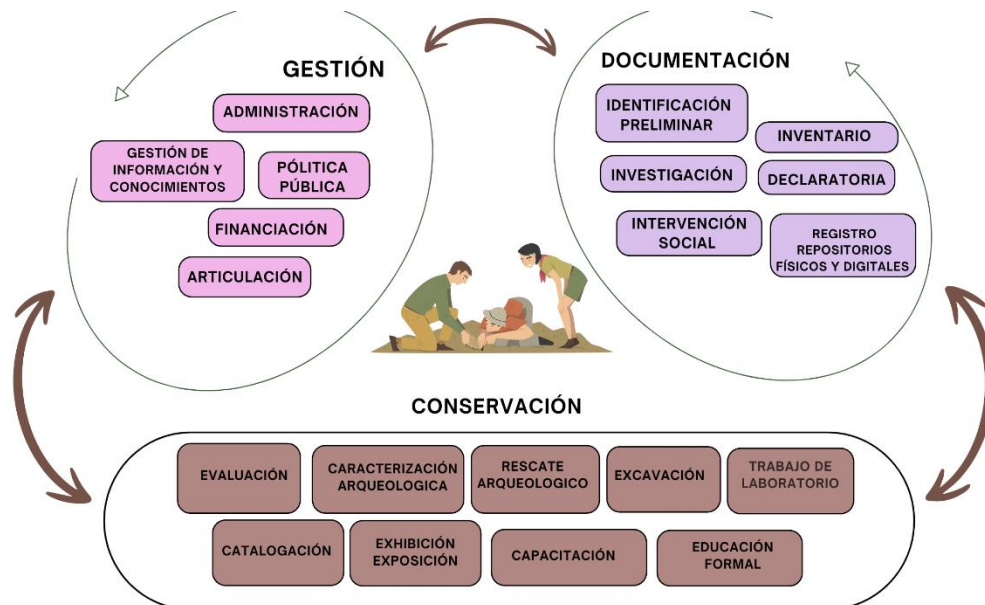 GESTIÓN
ADMINISTRACIÓN
GESTIÓN DE
INFORMACIÓN Y
CONOCIMIENTOS
PÓLITICA
PÚBLICA
FINANCIACIÓN
ARTICULACIÓN
DOCUMENTACIÓN
IDENTIFICACIÓN
PRELIMINAR
INVENTARIO
INVESTIGACIÓN
DECLARATORIA
INTERVENCIÓN
SOCIAL
REGISTRO
REPOSITORIOS
FÍSICOS Y DIGITALES
CONSERVACIÓN
EVALUACIÓN
CARACTERIZACIÓN
ARQUEOLOGICA
RESCATE
ARQUEOLOGICO
EXCAVACIÓN
TRABAJO DE
LABORATORIO
CATALOGACIÓN
EXHIBICIÓN
EXPOSICIÓN
CAPACITACIÓN
EDUCACIÓN
FORMAL